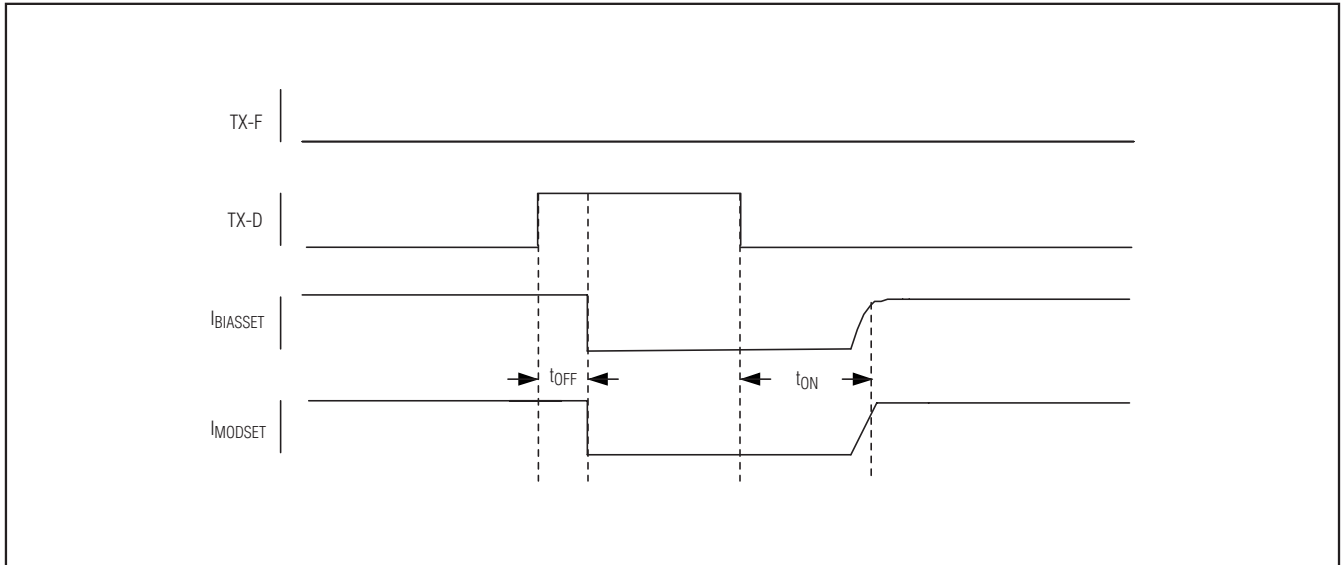 TX-F
TX-D
IBIASSET
tOFF
tON
IMODSET